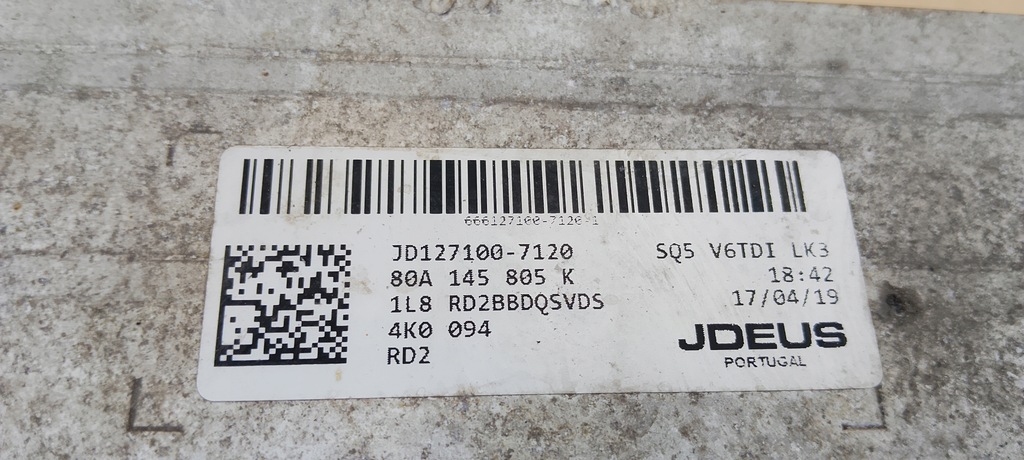 666127100-7120-1
JD127100-7120
80A 145 805 K
1L8 RD2BBDQSVDS
4K0 094
RD2
SQ5 V6TDI LK3
18:42
17/04/19
JDEUS
PORTUGAL